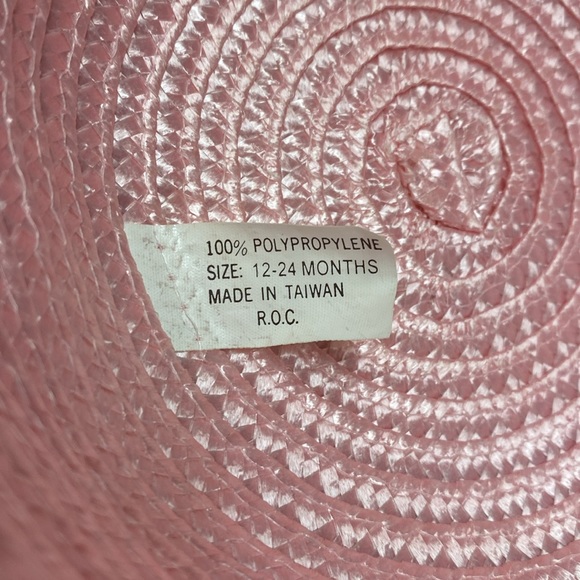 100% POLYPROPYLENE
SIZE: 12-24 MONTHS
MADE IN TAIWAN
R.O.C.